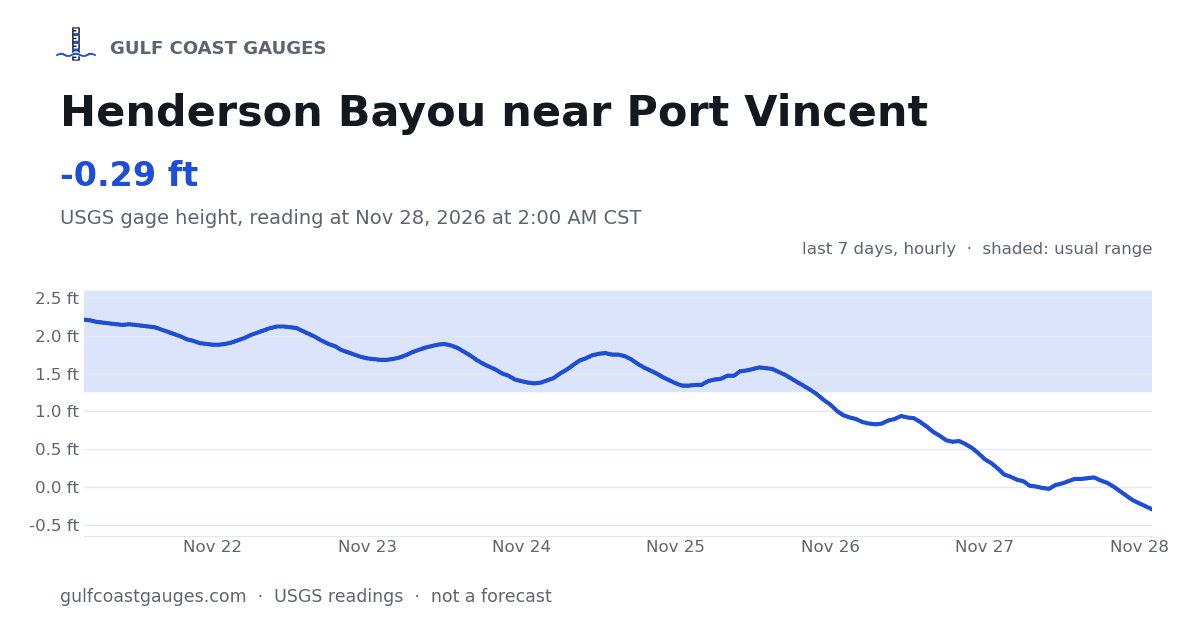 GULF COAST GAUGES
Henderson Bayou near Port Vincent
-0.29 ft
USGS gage height, reading at Nov 28, 2026 at 2:00 AM CST
last 7 days, hourly · shaded: usual range
2.5 ft
2.0 ft
1.5 ft
1.0 ft
0.5 ft
0.0 ft
-0.5 ft
Nov 22 Nov 23 Nov 24 Nov 25 Nov 26 Nov 27 Nov 28
gulfcoastgauges.com · USGS readings · not a forecast